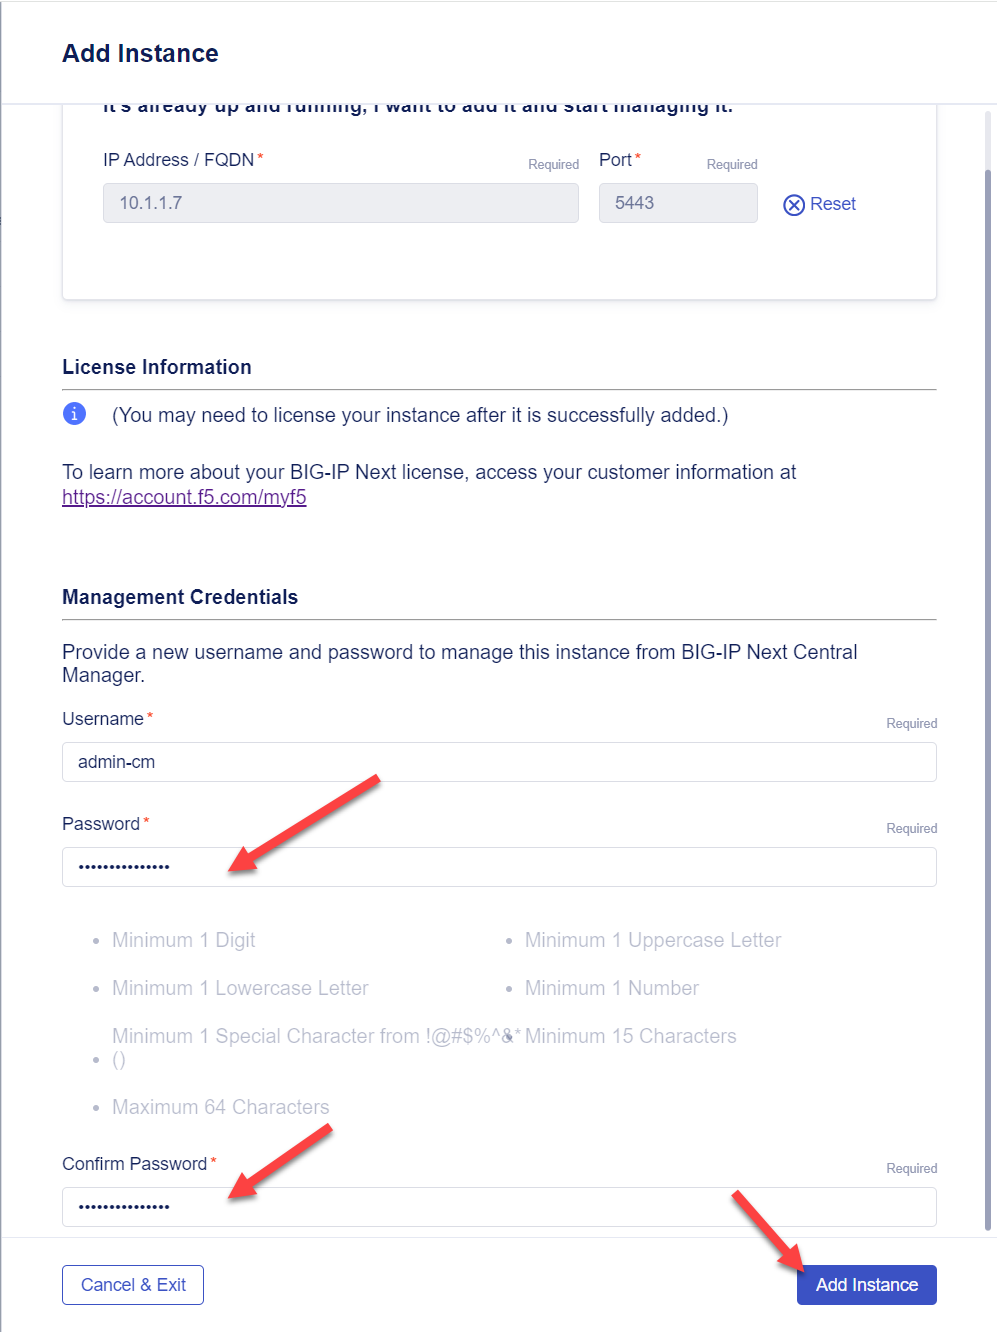 Add Instance
It's already up and running, I want to add it and start managing it.
IP Address / FQDN * Required Port * Required
10.1.1.7 5443 Reset
License Information
(You may need to license your instance after it is successfully added.)
To learn more about your BIG-IP Next license, access your customer information at
https://account.f5.com/myf5
Management Credentials
Provide a new username and password to manage this instance from BIG-IP Next Central
Manager.
Username * Required
admin-cm
Password * Required
•••••••••••••••
• Minimum 1 Digit • Minimum 1 Uppercase Letter
• Minimum 1 Lowercase Letter • Minimum 1 Number
Minimum 1 Special Character from !@#$%^&* • Minimum 15 Characters
• ()
• Maximum 64 Characters
Confirm Password * Required
•••••••••••••••
Cancel & Exit Add Instance